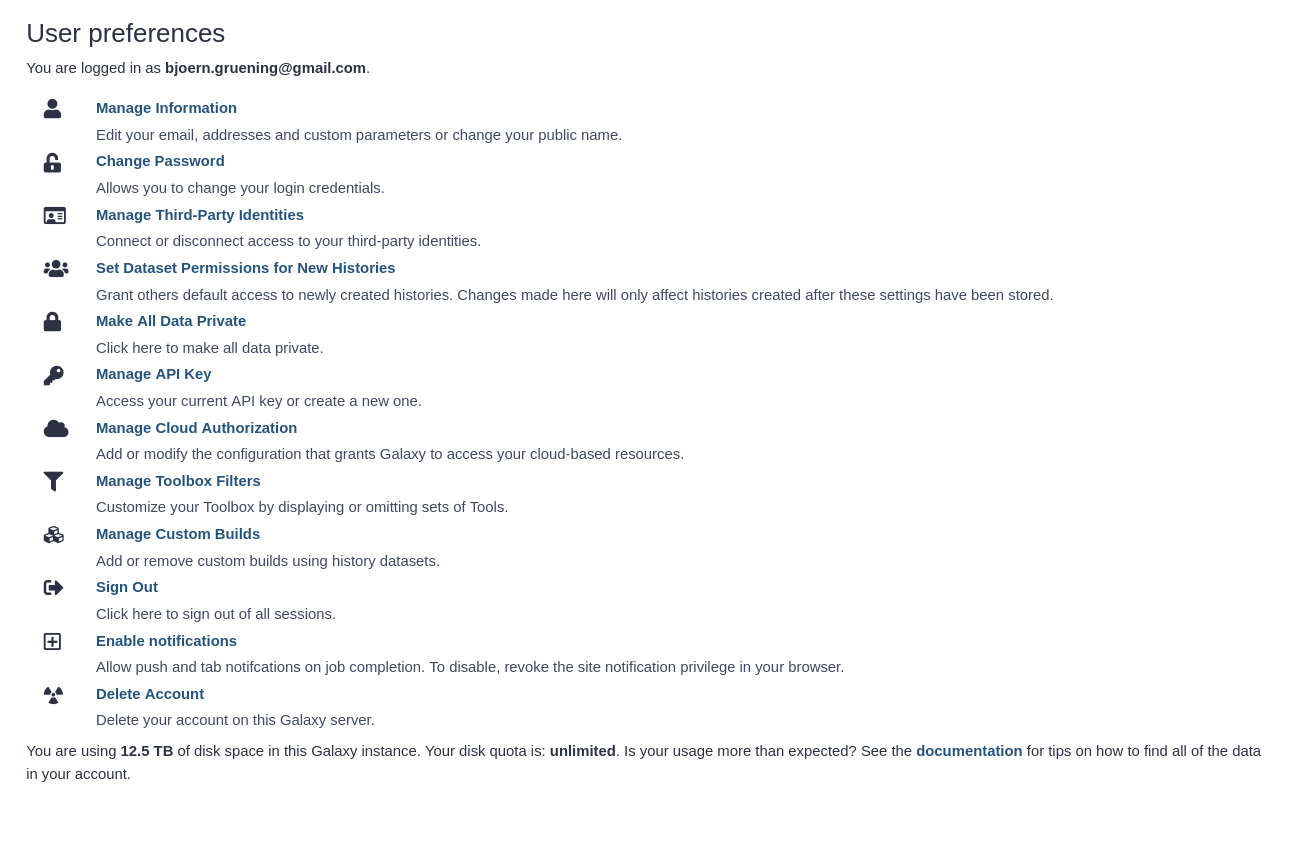 User preferences
You are logged in as bjoern.gruening@gmail.com.
Manage Information
Edit your email, addresses and custom parameters or change your public name.
Change Password
Allows you to change your login credentials.
Manage Third-Party Identities
Connect or disconnect access to your third-party identities.
Set Dataset Permissions for New Histories
Grant others default access to newly created histories. Changes made here will only affect histories created after these settings have been stored.
Make All Data Private
Click here to make all data private.
Manage API Key
Access your current API key or create a new one.
Manage Cloud Authorization
Add or modify the configuration that grants Galaxy to access your cloud-based resources.
Manage Toolbox Filters
Customize your Toolbox by displaying or omitting sets of Tools.
Manage Custom Builds
Add or remove custom builds using history datasets.
Sign Out
Click here to sign out of all sessions.
Enable notifications
Allow push and tab notifcations on job completion. To disable, revoke the site notification privilege in your browser.
Delete Account
Delete your account on this Galaxy server.
You are using 12.5 TB of disk space in this Galaxy instance. Your disk quota is: unlimited. Is your usage more than expected? See the documentation for tips on how to find all of the data
in your account.